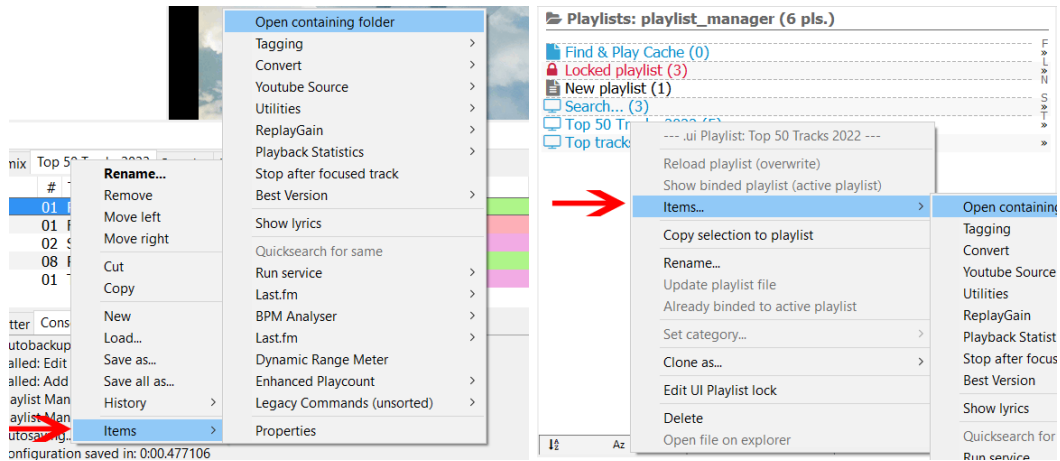 Open containing folder
Tagging
Convert
Youtube Source
Utilities
ReplayGain
Playback Statistics
Stop after focused track
Best Version
Show lyrics
Quicksearch for same
Run service
Last.fm
BPM Analyser
Last.fm
Dynamic Range Meter
Enhanced Playcount
Legacy Commands (unsorted)
Properties
mix Top 50 Tracks 2022
#
01
01
02
08
01
Rename...
Remove
Move left
Move right
Cut
Copy
New
Load...
Save as...
Save all as...
History
Items
tter Cons
utobackup
alled: Edit
alled: Add
aylist Man
aylist Man
utosaving..
onfiguration saved in: 0:00.477106
Playlists: playlist_manager (6 pls.)
Find & Play Cache (0)
Locked playlist (3)
New playlist (1)
Search... (3)
Top 50 Tracks 2022 (5)
Top tracks
F
L
N
S
T
--- .ui Playlist: Top 50 Tracks 2022 ---
Reload playlist (overwrite)
Show binded playlist (active playlist)
Items...
Copy selection to playlist
Rename...
Update playlist file
Already binded to active playlist
Set category...
Clone as...
Edit UI Playlist lock
Delete
Open file on explorer
Open containing
Tagging
Convert
Youtube Source
Utilities
ReplayGain
Playback Statist
Stop after focus
Best Version
Show lyrics
Quicksearch for
Run service
Az